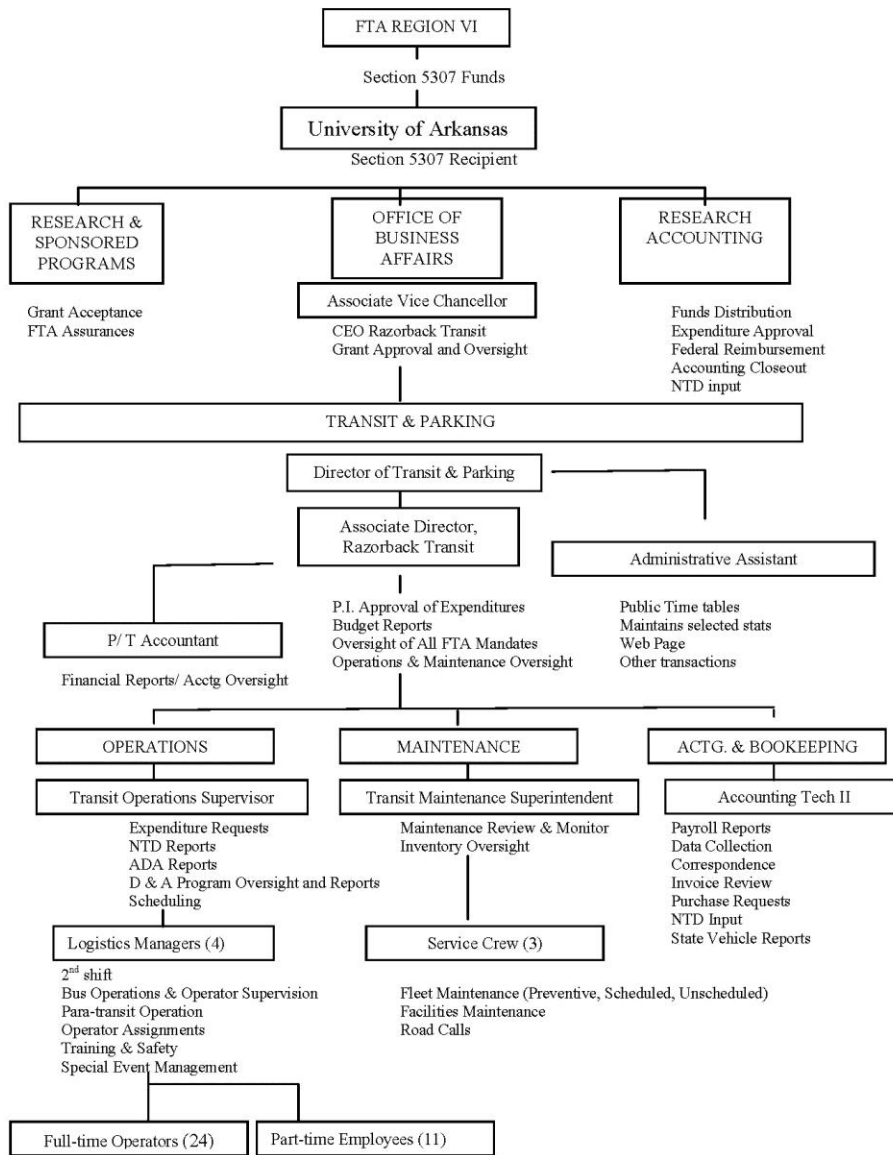 FTA REGION VI
Section 5307 Funds
University of Arkansas
Section 5307 Recipient
RESEARCH &
SPONSORED
PROGRAMS
Grant Acceptance
FTA Assurances
OFFICE OF
BUSINESS
AFFAIRS
Associate Vice Chancellor
CEO Razorback Transit
Grant Approval and Oversight
RESEARCH
ACCOUNTING
Funds Distribution
Expenditure Approval
Federal Reimbursement
Accounting Closeout
NTD input
TRANSIT & PARKING
Director of Transit & Parking
Associate Director,
Razorback Transit
Administrative Assistant
P.I. Approval of Expenditures
Budget Reports
Oversight of All FTA Mandates
Operations & Maintenance Oversight
Public Time tables
Maintains selected stats
Web Page
Other transactions
P/ T Accountant
Financial Reports/ Acctg Oversight
OPERATIONS
Transit Operations Supervisor
Expenditure Requests
NTD Reports
ADA Reports
D & A Program Oversight and Reports
Scheduling
Logistics Managers (4)
2nd shift
Bus Operations & Operator Supervision
Para-transit Operation
Operator Assignments
Training & Safety
Special Event Management
Full-time Operators (24)
Part-time Employees (11)
MAINTENANCE
Transit Maintenance Superintendent
Maintenance Review & Monitor
Inventory Oversight
Service Crew (3)
Fleet Maintenance (Preventive, Scheduled, Unscheduled)
Facilities Maintenance
Road Calls
ACTG. & BOOKEEPING
Accounting Tech II
Payroll Reports
Data Collection
Correspondence
Invoice Review
Purchase Requests
NTD Input
State Vehicle Reports